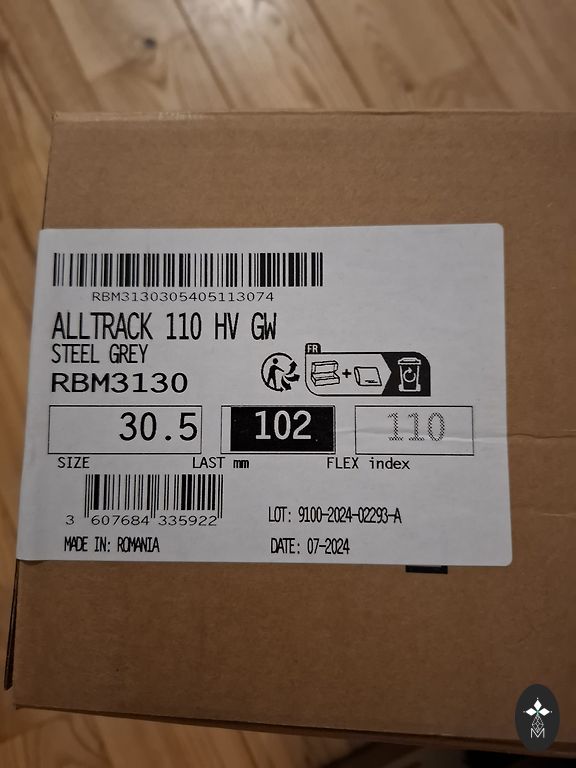 RBM3130305405113074
ALLTRACK 110 HV GW
STEEL GREY
RBM3130
FR
30.5 102 110
SIZE LAST mm FLEX index
3 607684 335922
LOT: 9100-2024-02293-A
MADE IN: ROMANIA
DATE: 07-2024
M